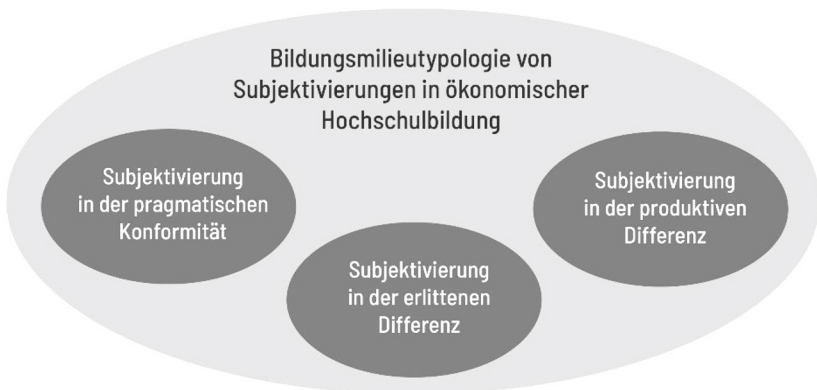 Bildungsmilieutypologie von
Subjektivierungen in ökonomischer
Hochschulbildung
Subjektivierung
in der pragmatischen
Konformität
Subjektivierung
in der erlittenen
Differenz
Subjektivierung
in der produktiven
Differenz